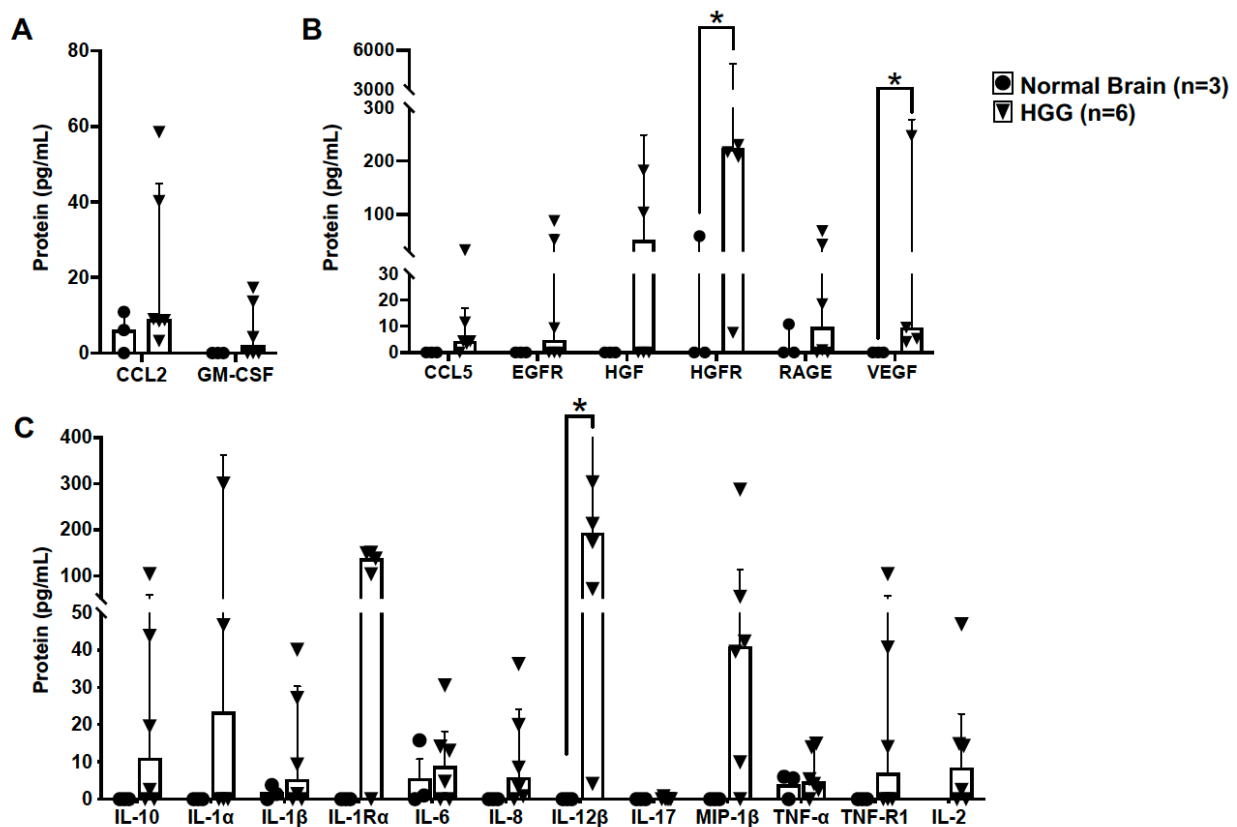 A
Protein (pg/mL)
80
60
40
20
0
CCL2 GM-CSF
B
Protein (pg/mL)
6000
3000
300
200
100
30
20
10
0
*
*
CCL5 EGFR HGF HGFR RAGE VEGF
Normal Brain (n=3)
HGG (n=6)
C
Protein (pg/mL)
400
300
200
100
50
40
30
20
10
0
*
IL-10 IL-1α IL-1β IL-1Rα IL-6 IL-8 IL-12β IL-17 MIP-1β TNF-α TNF-R1 IL-2